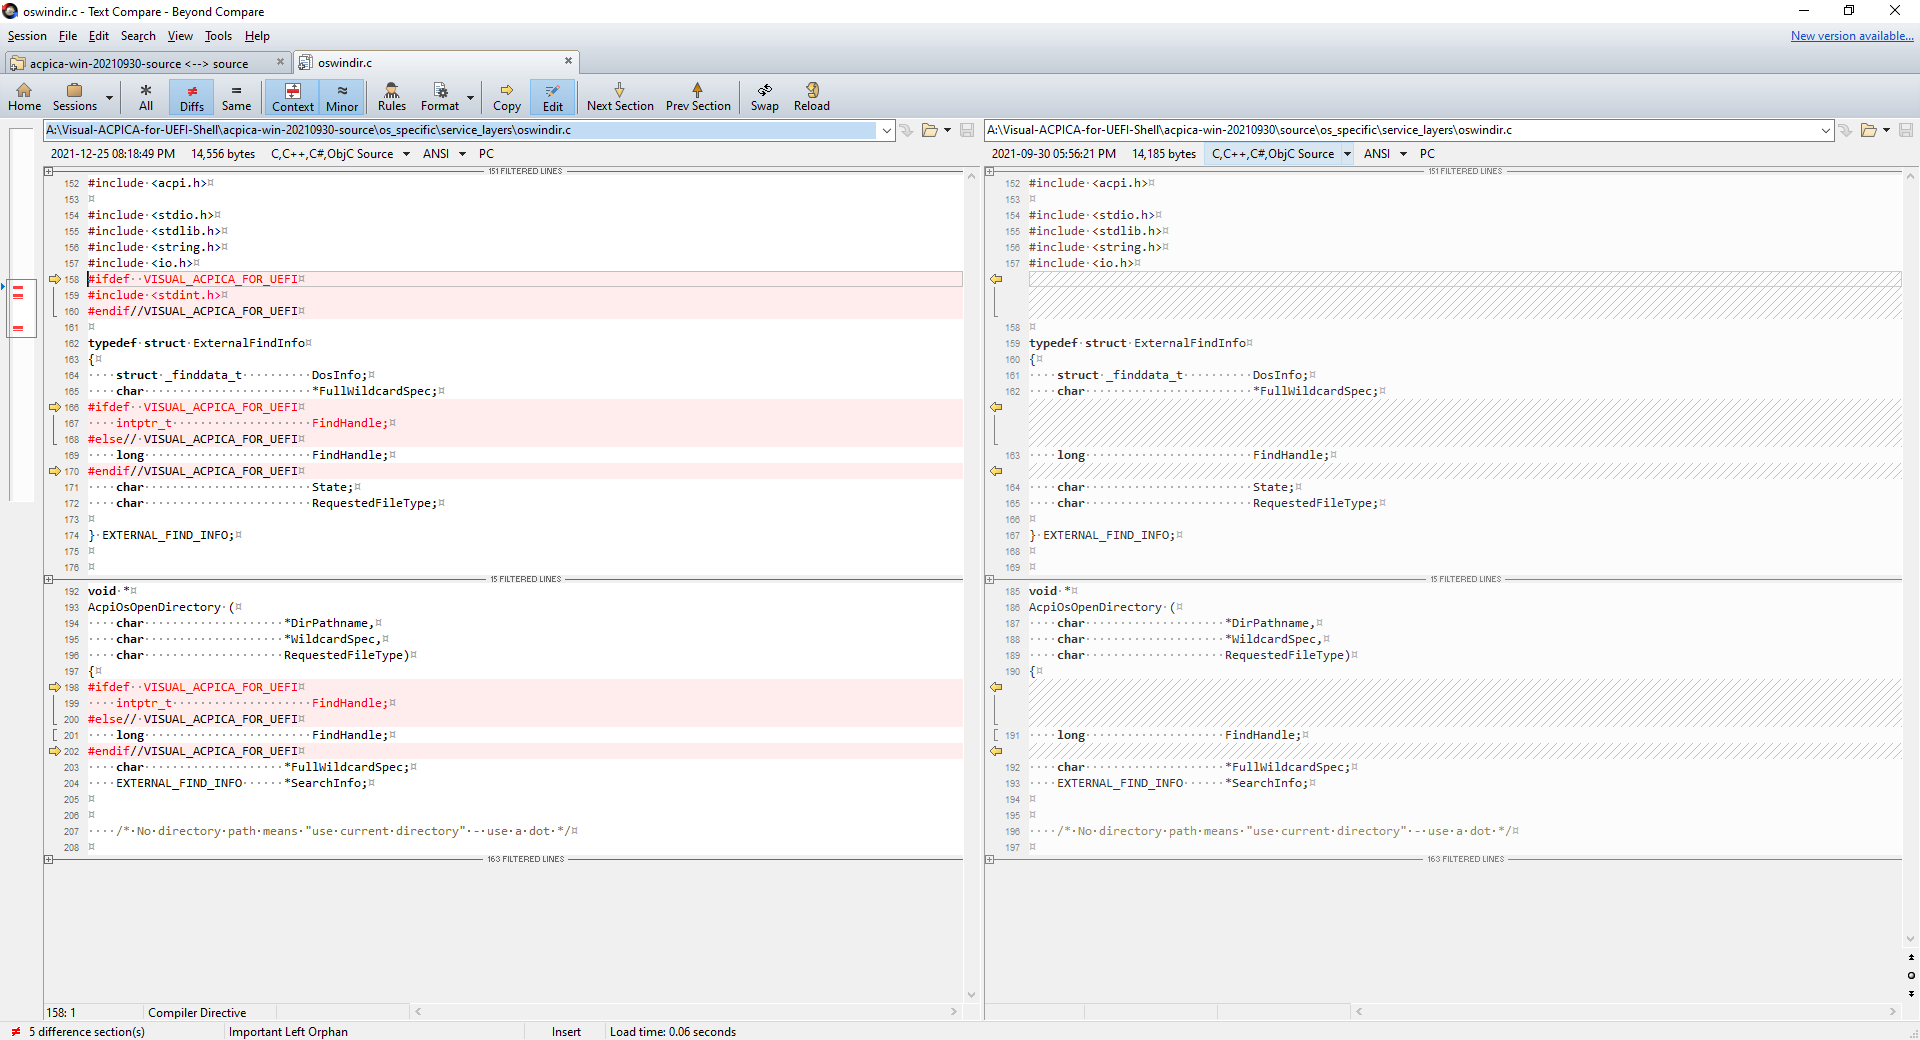 oswindir.c - Text Compare - Beyond Compare
Session File Edit Search View Tools Help New version available...
acpica-win-20210930-source <--> source oswindir.c
Home Sessions All Diffs Same Context Minor Rules Format Copy Edit Next Section Prev Section Swap Reload
A:\Visual-ACPICA-for-UEFI-Shell\acpica-win-20210930-source\os_specific\service_layers\oswindir.c
2021-12-25 08:18:49 PM 14,556 bytes C,C++,C#,ObjC Source ANSI PC
151 FILTERED LINES
152 #include·<acpi.h>¤
153 ¤
154 #include·<stdio.h>¤
155 #include·<stdlib.h>¤
156 #include·<string.h>¤
157 #include·<io.h>¤
158 #ifdef··VISUAL_ACPICA_FOR_UEFI¤
159 #include·<stdint.h>¤
160 #endif//VISUAL_ACPICA_FOR_UEFI¤
161 ¤
162 typedef·struct·ExternalFindInfo¤
163 {¤
164 ····struct·_finddata_t··········DosInfo;¤
165 ····char························*FullWildcardSpec;¤
166 #ifdef··VISUAL_ACPICA_FOR_UEFI¤
167 ····intptr_t····················FindHandle;¤
168 #else//·VISUAL_ACPICA_FOR_UEFI¤
169 ····long························FindHandle;¤
170 #endif//VISUAL_ACPICA_FOR_UEFI¤
171 ····char························State;¤
172 ····char························RequestedFileType;¤
173 ¤
174 }·EXTERNAL_FIND_INFO;¤
175 ¤
176 ¤
15 FILTERED LINES
192 void·*¤
193 AcpiOsOpenDirectory·(¤
194 ····char····················*DirPathname,¤
195 ····char····················*WildcardSpec,¤
196 ····char····················RequestedFileType)¤
197 {¤
198 #ifdef··VISUAL_ACPICA_FOR_UEFI¤
199 ····intptr_t····················FindHandle;¤
200 #else//·VISUAL_ACPICA_FOR_UEFI¤
201 ····long························FindHandle;¤
202 #endif//VISUAL_ACPICA_FOR_UEFI¤
203 ····char····················*FullWildcardSpec;¤
204 ····EXTERNAL_FIND_INFO······*SearchInfo;¤
205 ¤
206 ¤
207 ····/*·No·directory·path·means·"use·current·directory"·-·use·a·dot·*/¤
208 ¤
163 FILTERED LINES
158: 1 Compiler Directive
A:\Visual-ACPICA-for-UEFI-Shell\acpica-win-20210930\source\os_specific\service_layers\oswindir.c
2021-09-30 05:56:21 PM 14,185 bytes C,C++,C#,ObjC Source ANSI PC
151 FILTERED LINES
152 #include·<acpi.h>¤
153 ¤
154 #include·<stdio.h>¤
155 #include·<stdlib.h>¤
156 #include·<string.h>¤
157 #include·<io.h>¤
158 ¤
159 typedef·struct·ExternalFindInfo¤
160 {¤
161 ····struct·_finddata_t··········DosInfo;¤
162 ····char························*FullWildcardSpec;¤
163 ····long························FindHandle;¤
164 ····char························State;¤
165 ····char························RequestedFileType;¤
166 ¤
167 }·EXTERNAL_FIND_INFO;¤
168 ¤
169 ¤
15 FILTERED LINES
185 void·*¤
186 AcpiOsOpenDirectory·(¤
187 ····char····················*DirPathname,¤
188 ····char····················*WildcardSpec,¤
189 ····char····················RequestedFileType)¤
190 {¤
191 ····long····················FindHandle;¤
192 ····char····················*FullWildcardSpec;¤
193 ····EXTERNAL_FIND_INFO······*SearchInfo;¤
194 ¤
195 ¤
196 ····/*·No·directory·path·means·"use·current·directory"·-·use·a·dot·*/¤
197 ¤
163 FILTERED LINES
5 difference section(s) Important Left Orphan Insert Load time: 0.06 seconds